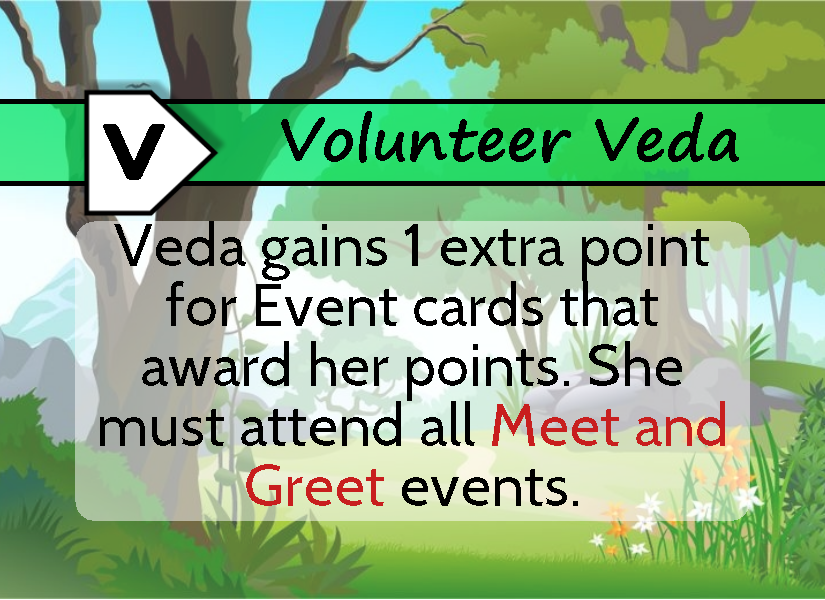 V
Volunteer Veda
Veda gains 1 extra point
for Event cards that
award her points. She
must attend all Meet and
Greet events.